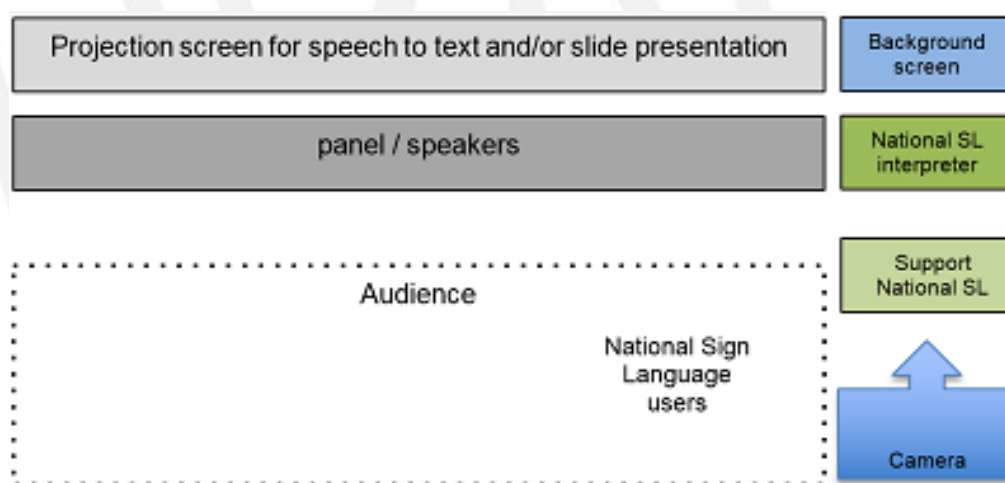 Projection screen for speech to text and/or slide presentation
Background
screen
panel / speakers
National SL
interpreter
Support
National SL
Audience
National Sign
Language
users
Camera